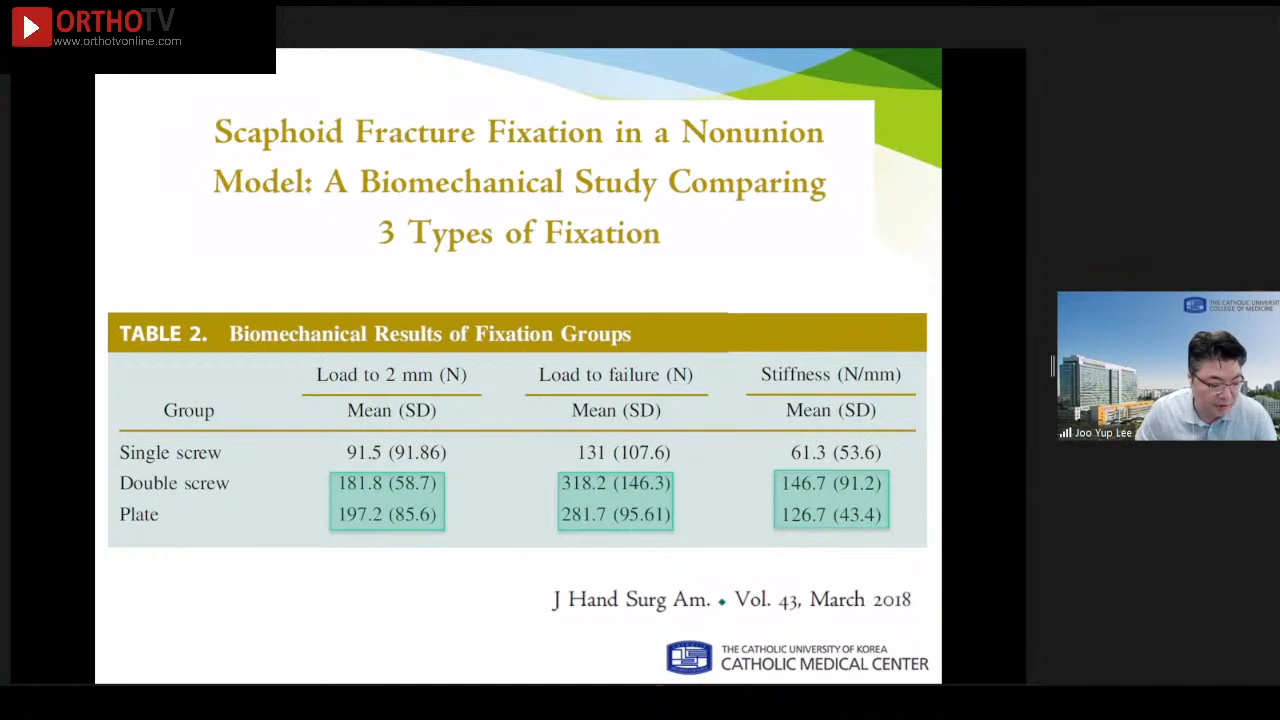 ORTHOTV
www.orthotvonline.com
Scaphoid Fracture Fixation in a Nonunion
Model: A Biomechanical Study Comparing
3 Types of Fixation
TABLE 2. Biomechanical Results of Fixation Groups
Load to 2 mm (N) Load to failure (N) Stiffness (N/mm)
Group Mean (SD) Mean (SD) Mean (SD)
Single screw 91.5 (91.86) 131 (107.6) 61.3 (53.6)
Double screw 181.8 (58.7) 318.2 (146.3) 146.7 (91.2)
Plate 197.2 (85.6) 281.7 (95.61) 126.7 (43.4)
J Hand Surg Am. ◆ Vol. 43, March 2018
THE CATHOLIC UNIVERSITY OF KOREA
CATHOLIC MEDICAL CENTER
THE CATHOLIC UNIVERSIT
COLLEGE OF MEDICINE
Joo Yup Lee